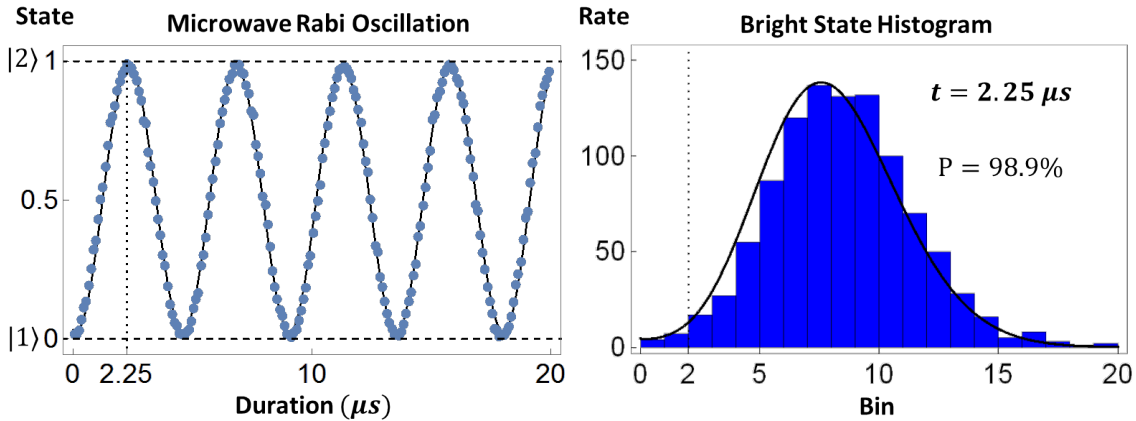 State
Microwave Rabi Oscillation
|2⟩ 1
0.5
|1⟩ 0
0 2.25 10 20
Duration (μs)
Rate
Bright State Histogram
150
100
50
0
t = 2.25 μs
P = 98.9%
0 2 5 10 15 20
Bin